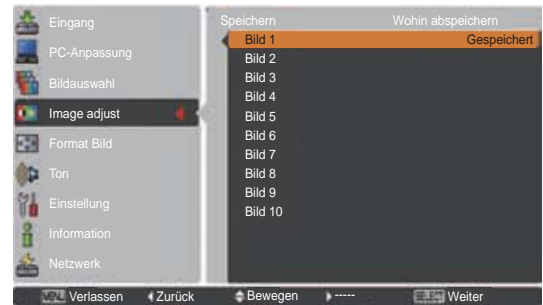 Eingang
PC-Anpassung
Bildauswahl
Image adjust
Format Bild
Ton
Einstellung
Information
Netzwerk
Speichern Wohin abspeichern
Bild 1 Gespeichert
Bild 2
Bild 3
Bild 4
Bild 5
Bild 6
Bild 7
Bild 8
Bild 9
Bild 10
MENU Verlassen Zurück Bewegen ----- Weiter